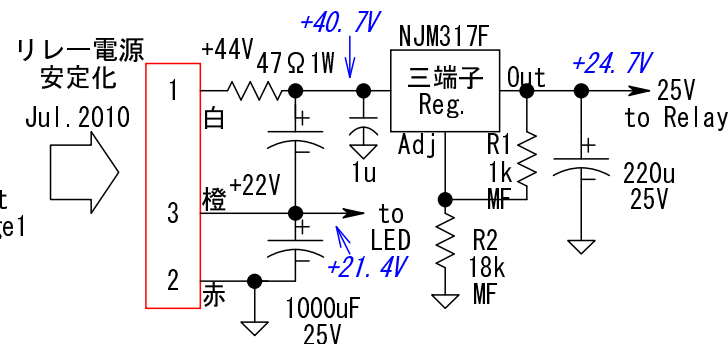 リレー電源
安定化
Jul.2010
t
ge1
+44V
47Ω1W
+40.7V
NJM317F
三端子
Reg.
Out
Adj
+24.7V
25V
to Relay
1
白
1u
R1
1k
MF
220u
25V
橙
+22V
3
to
LED
+21.4V
R2
18k
MF
2
赤
1000uF
25V